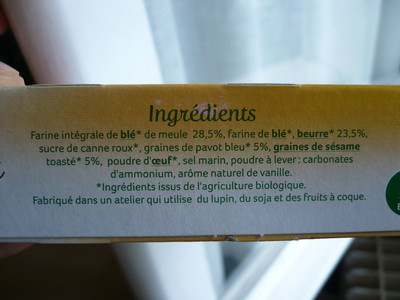 Ingrédients
Farine intégrale de blé* de meule 28,5%, farine de blé*, beurre* 23,5%,
sucre de canne roux*, graines de pavot bleu* 5%, graines de sésame
toasté* 5%, poudre d'œuf*, sel marin, poudre à lever : carbonates
d'ammonium, arôme naturel de vanille.
*Ingrédients issus de l'agriculture biologique.
Fabriqué dans un atelier qui utilise du lupin, du soja et des fruits à coque.